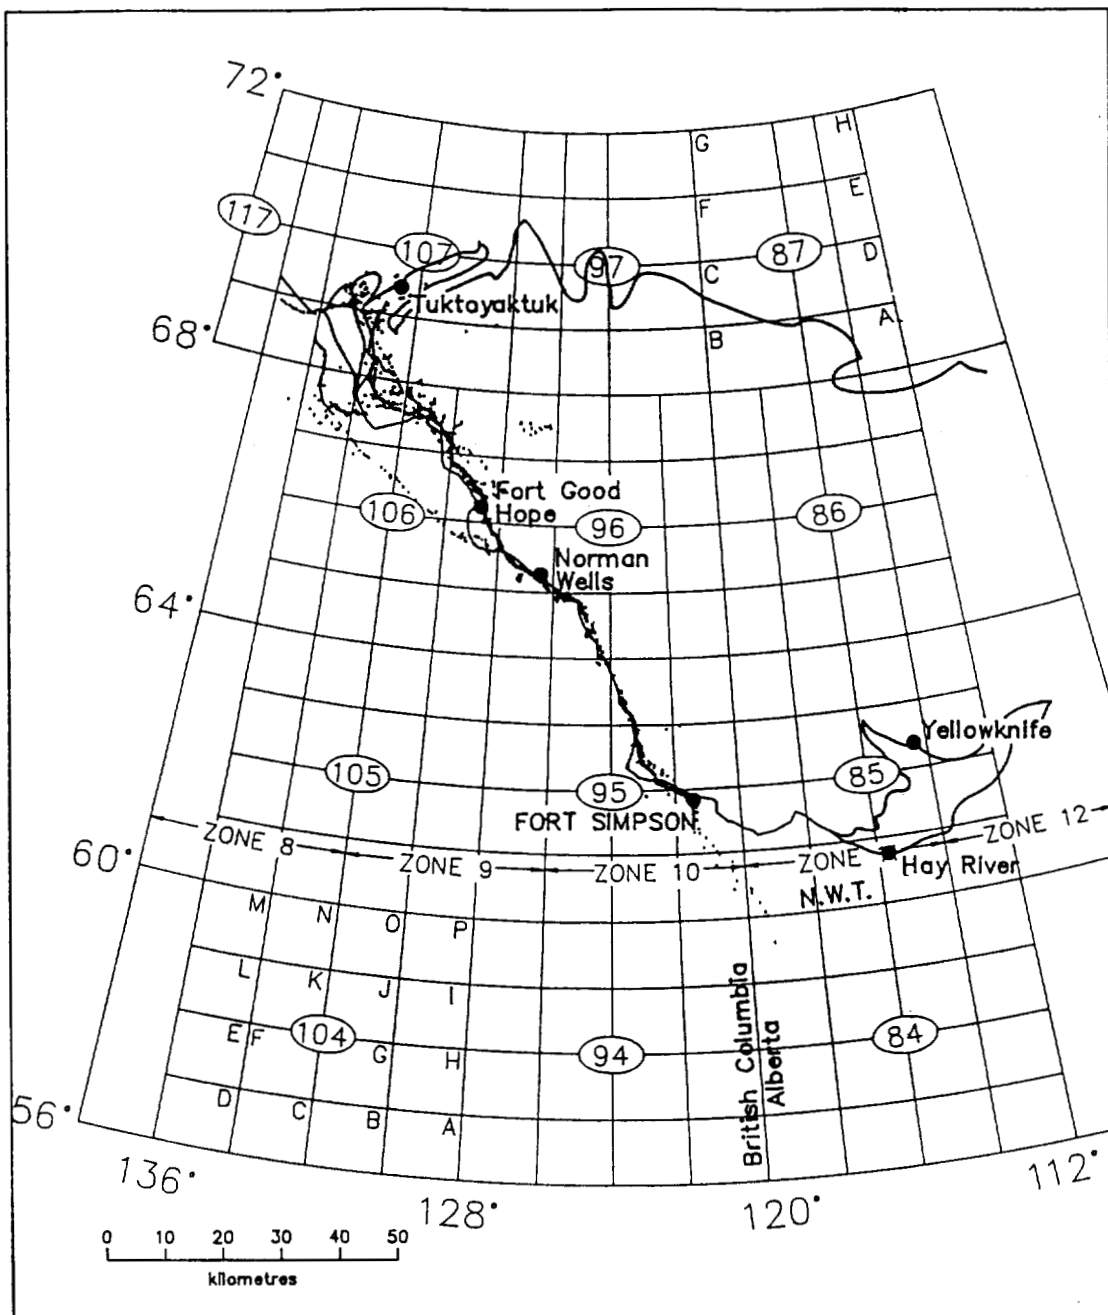 72°
H
G
E
F
117
107
97
87
D
C
Tuktoyaktuk
A
68°
B
Fort Good
Hope
106
96
86
Norman
Wells
64°
Yellowknife
105
95
85
FORT SIMPSON
ZONE 8
ZONE 9
ZONE 10
ZONE
ZONE 12
60°
Hay River
N.W.T.
M
N
O
P
L
K
J
I
British Columbia
Alberta
E
F
104
G
H
94
84
D
C
B
A
56°
136°
128°
120°
112°
0 10 20 30 40 50
kilometres